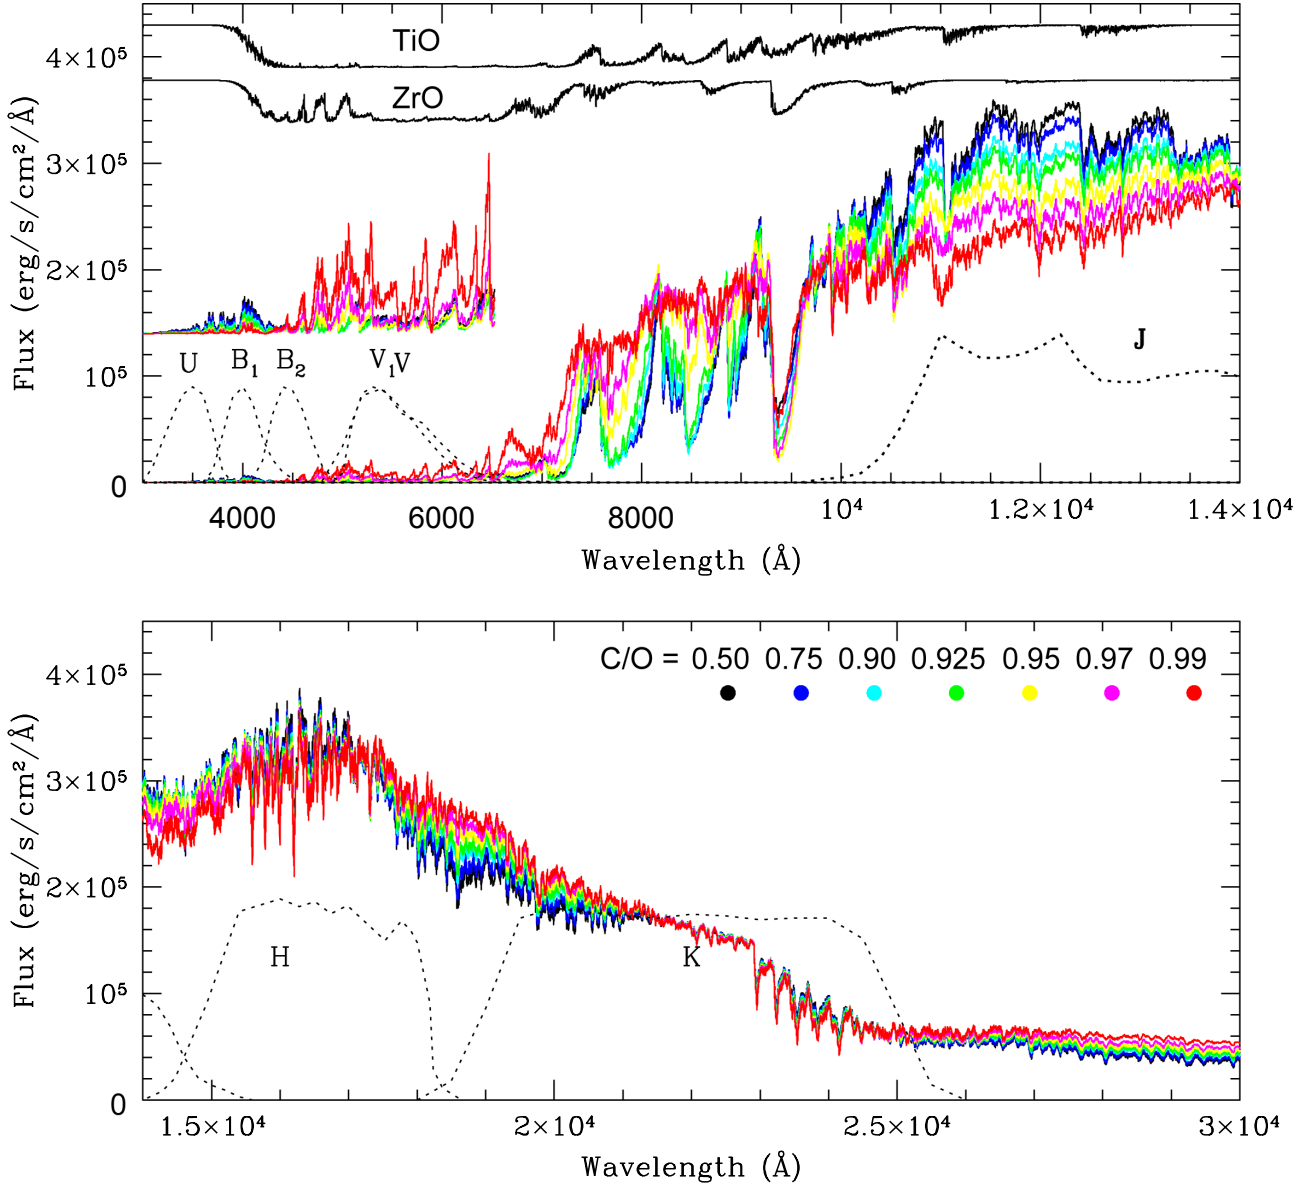 TiO
4×10⁵
ZrO
3×10⁵
2×10⁵
10⁵
0
Flux (erg/s/cm²/Å)
U B₁ B₂ V₁V J
4000 6000 8000 10⁴ 1.2×10⁴ 1.4×10⁴
Wavelength (Å)
C/O = 0.50 0.75 0.90 0.925 0.95 0.97 0.99
4×10⁵
3×10⁵
2×10⁵
10⁵
0
Flux (erg/s/cm²/Å)
H K
1.5×10⁴ 2×10⁴ 2.5×10⁴ 3×10⁴
Wavelength (Å)